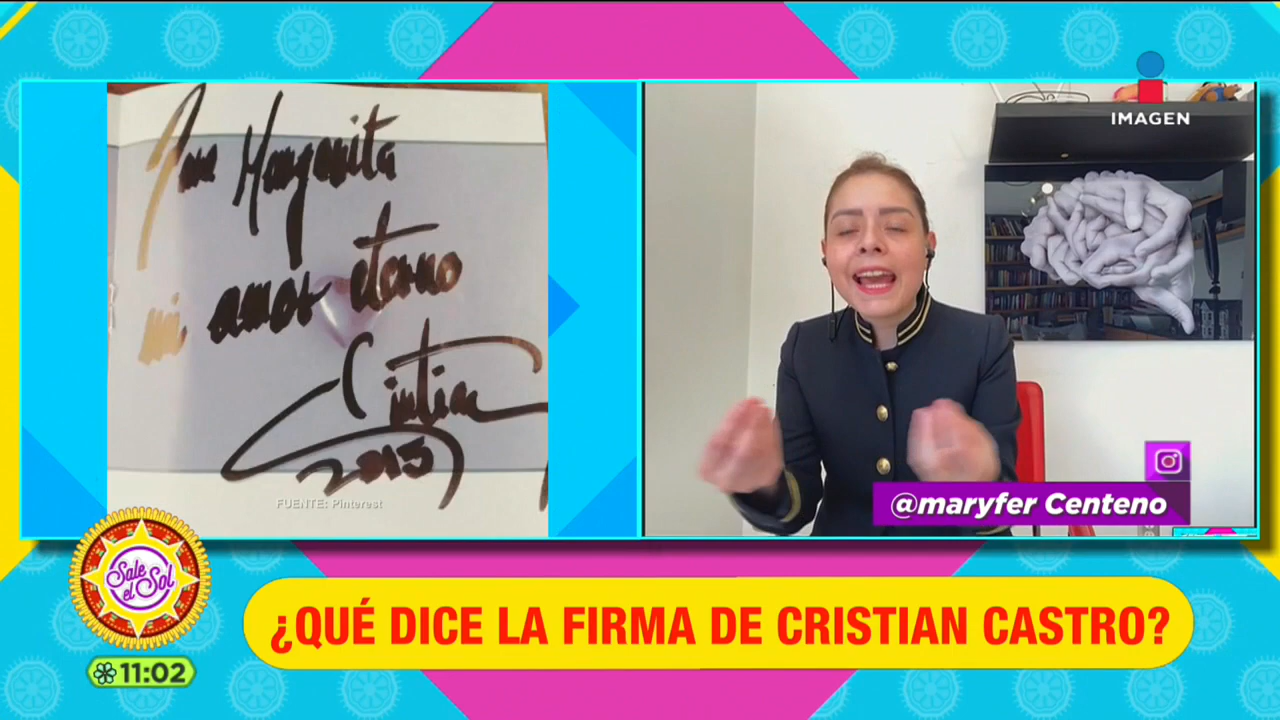 Para Margarita
mi amor eterno
Cristian
2015
FUENTE: Pinterest
IMAGEN
@maryfer Centeno
Sale
el Sol
¿QUÉ DICE LA FIRMA DE CRISTIAN CASTRO?
11:02